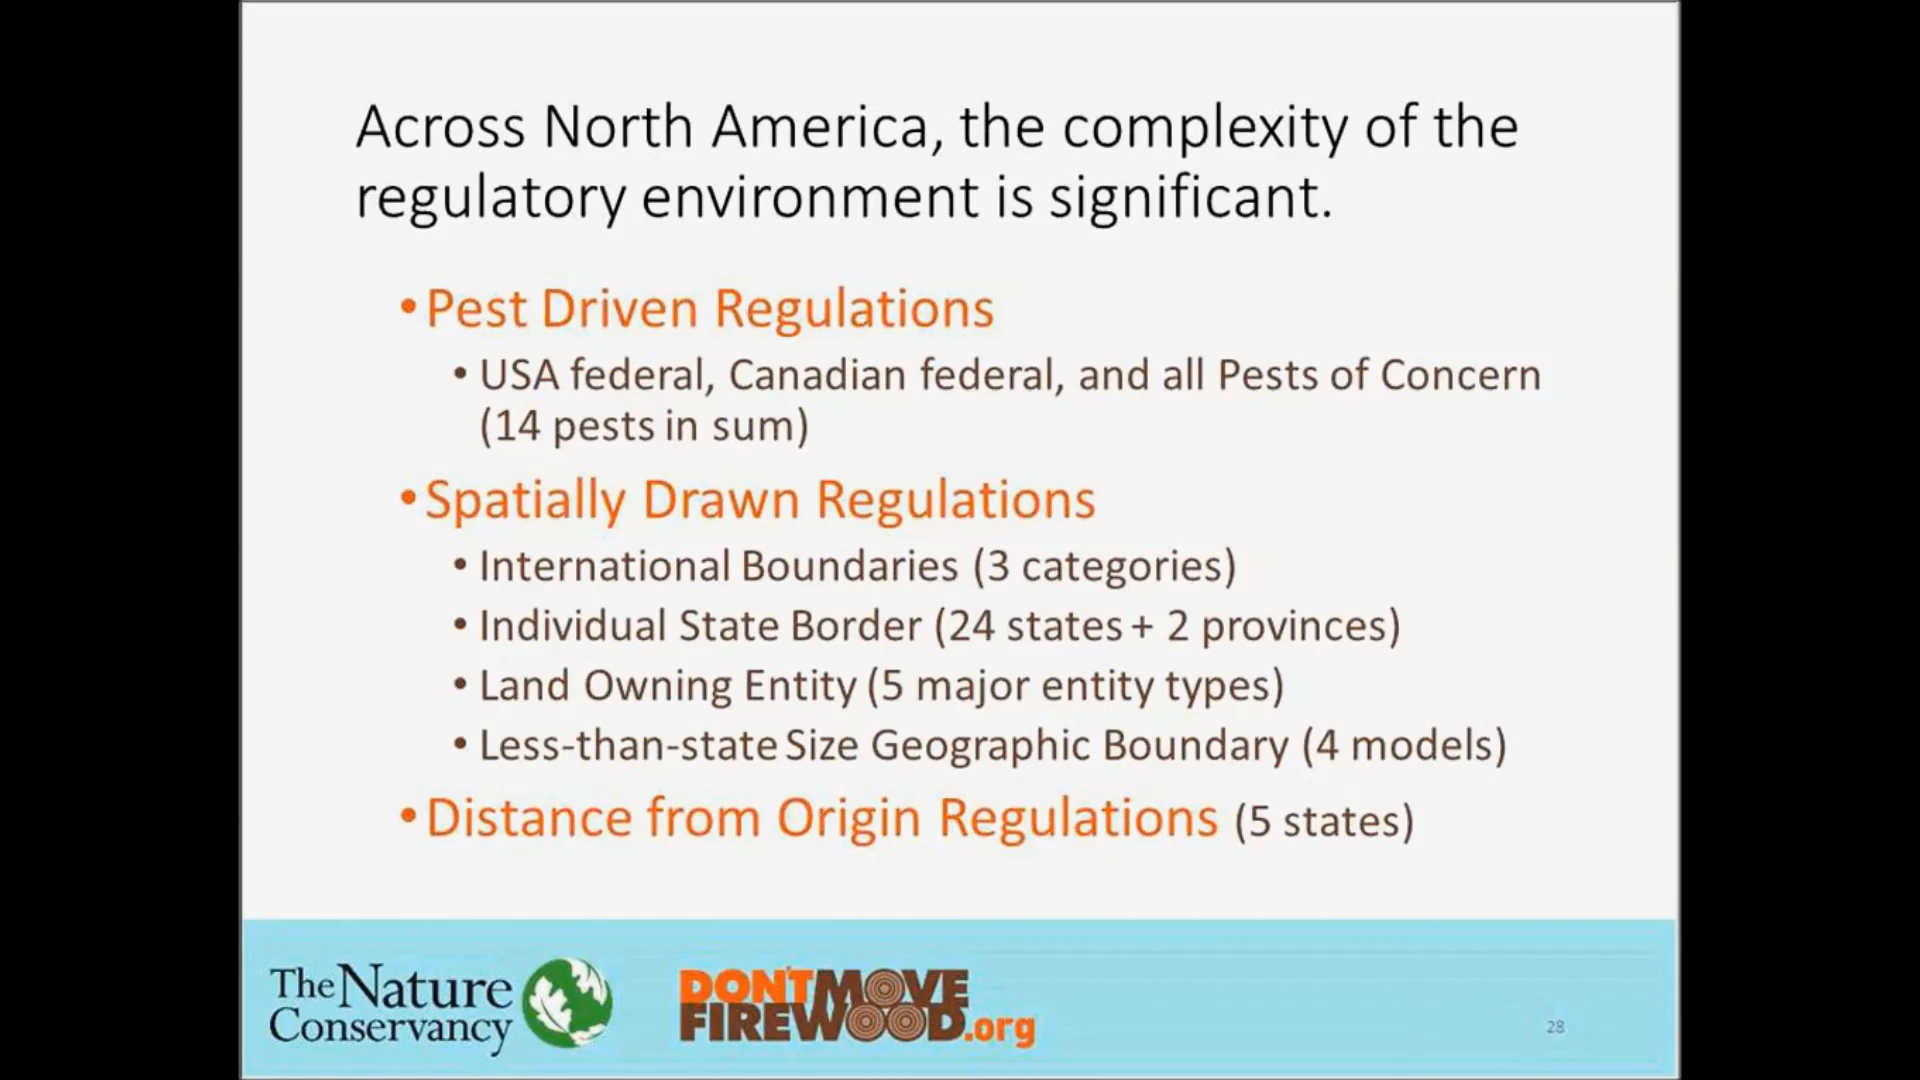 Across North America, the complexity of the
regulatory environment is significant.
•Pest Driven Regulations
• USA federal, Canadian federal, and all Pests of Concern
(14 pests in sum)
•Spatially Drawn Regulations
• International Boundaries (3 categories)
• Individual State Border (24 states + 2 provinces)
• Land Owning Entity (5 major entity types)
• Less-than-state Size Geographic Boundary (4 models)
•Distance from Origin Regulations (5 states)
The Nature
Conservancy
DON'T MOVE
FIREWOOD.org
28